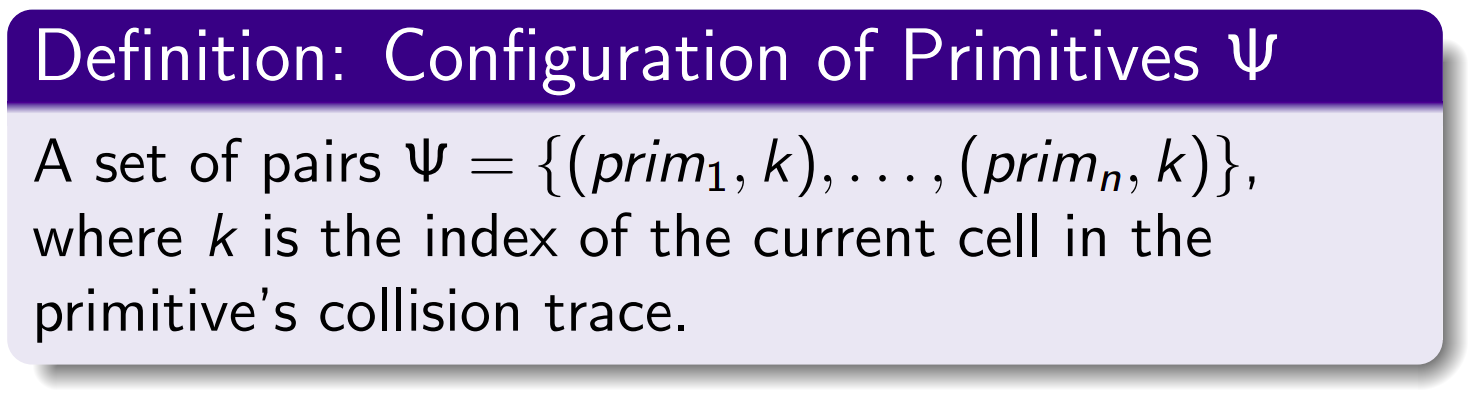 Definition: Configuration of Primitives Ψ
A set of pairs Ψ = {(prim₁, k), . . . , (primₙ, k)},
where k is the index of the current cell in the
primitive's collision trace.